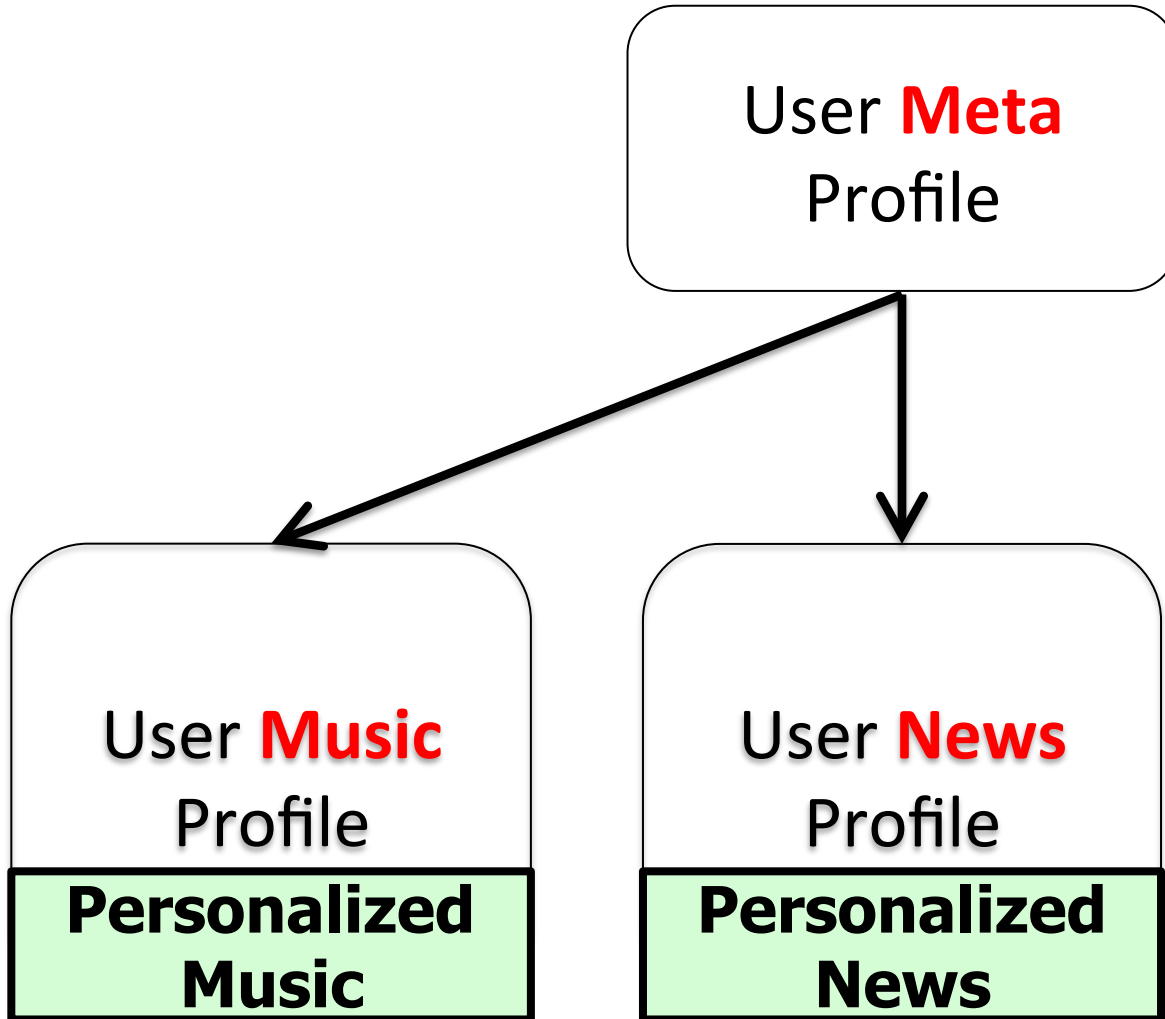 User Meta
Profile
User Music
Profile
Personalized
Music
User News
Profile
Personalized
News